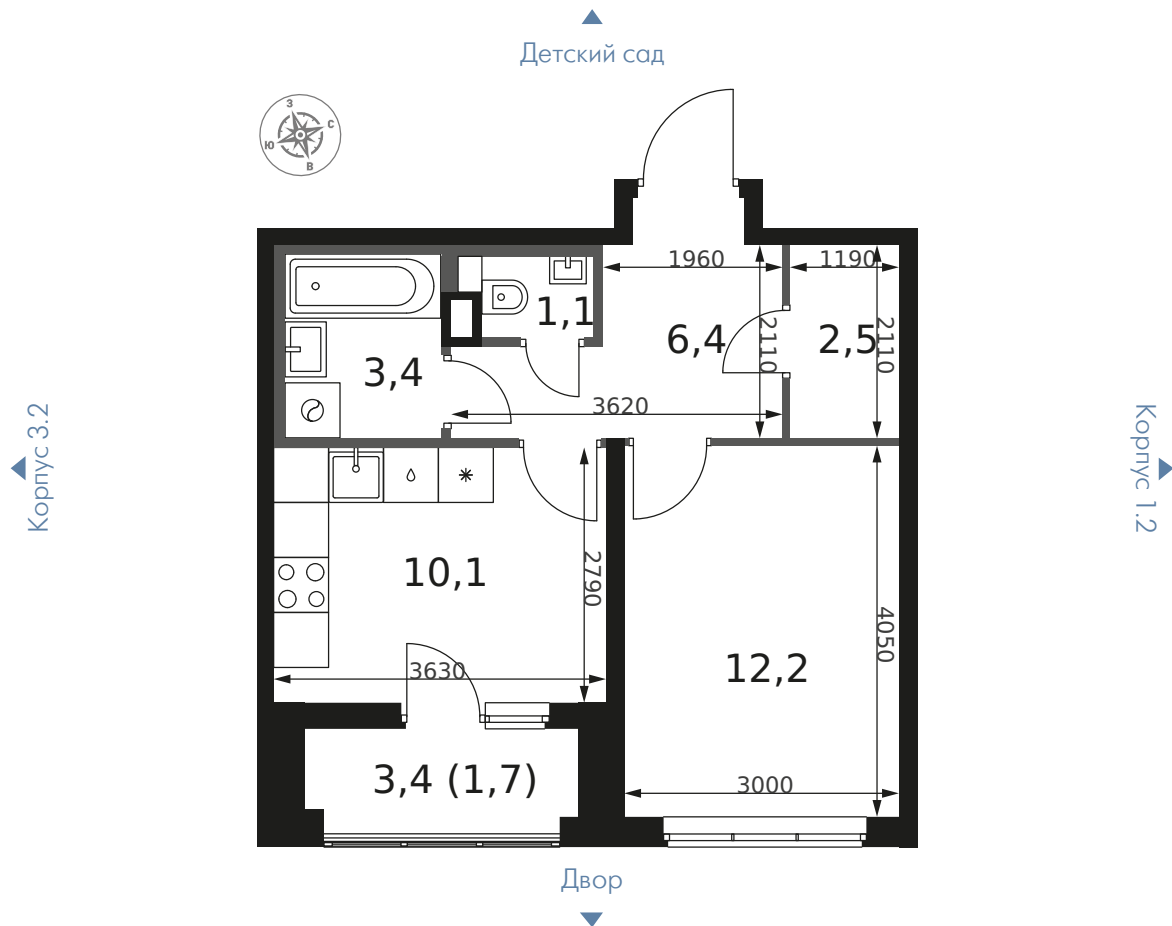 Детский сад
З
С
Ю
В
1960
1190
1,1
6,4
2110
2,5
2110
3,4
3620
Корпус 3.2
Корпус 1.2
10,1
2790
4050
12,2
3630
3,4 (1,7)
3000
Двор